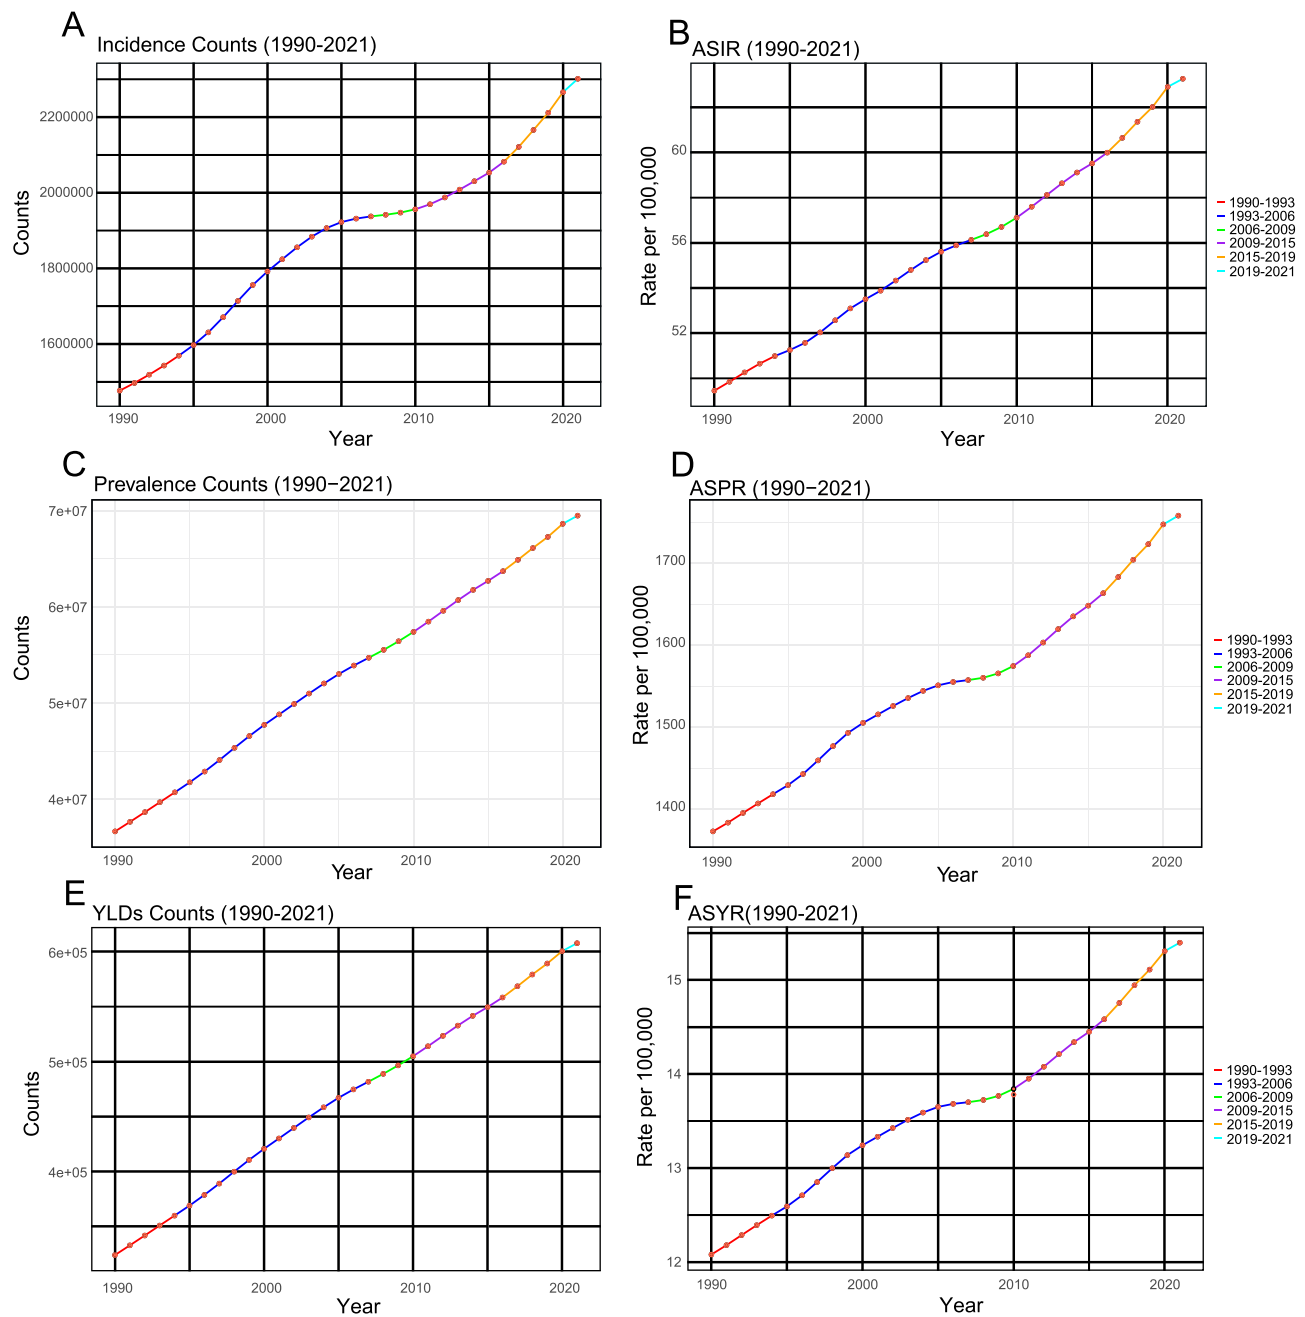 A
Incidence Counts (1990-2021)
2200000
2000000
1800000
1600000
Counts
1990
2000
2010
2020
Year
B
ASIR (1990-2021)
60
56
52
Rate per 100,000
1990
2000
2010
2020
Year
1990-1993
1993-2006
2006-2009
2009-2015
2015-2019
2019-2021
C
Prevalence Counts (1990−2021)
7e+07
6e+07
5e+07
4e+07
Counts
1990
2000
2010
2020
Year
D
ASPR (1990−2021)
1700
1600
1500
1400
Rate per 100,000
1990
2000
2010
2020
Year
1990-1993
1993-2006
2006-2009
2009-2015
2015-2019
2019-2021
E
YLDs Counts (1990-2021)
6e+05
5e+05
4e+05
Counts
1990
2000
2010
2020
Year
F
ASYR(1990-2021)
15
14
13
12
Rate per 100,000
1990
2000
2010
2020
Year
1990-1993
1993-2006
2006-2009
2009-2015
2015-2019
2019-2021